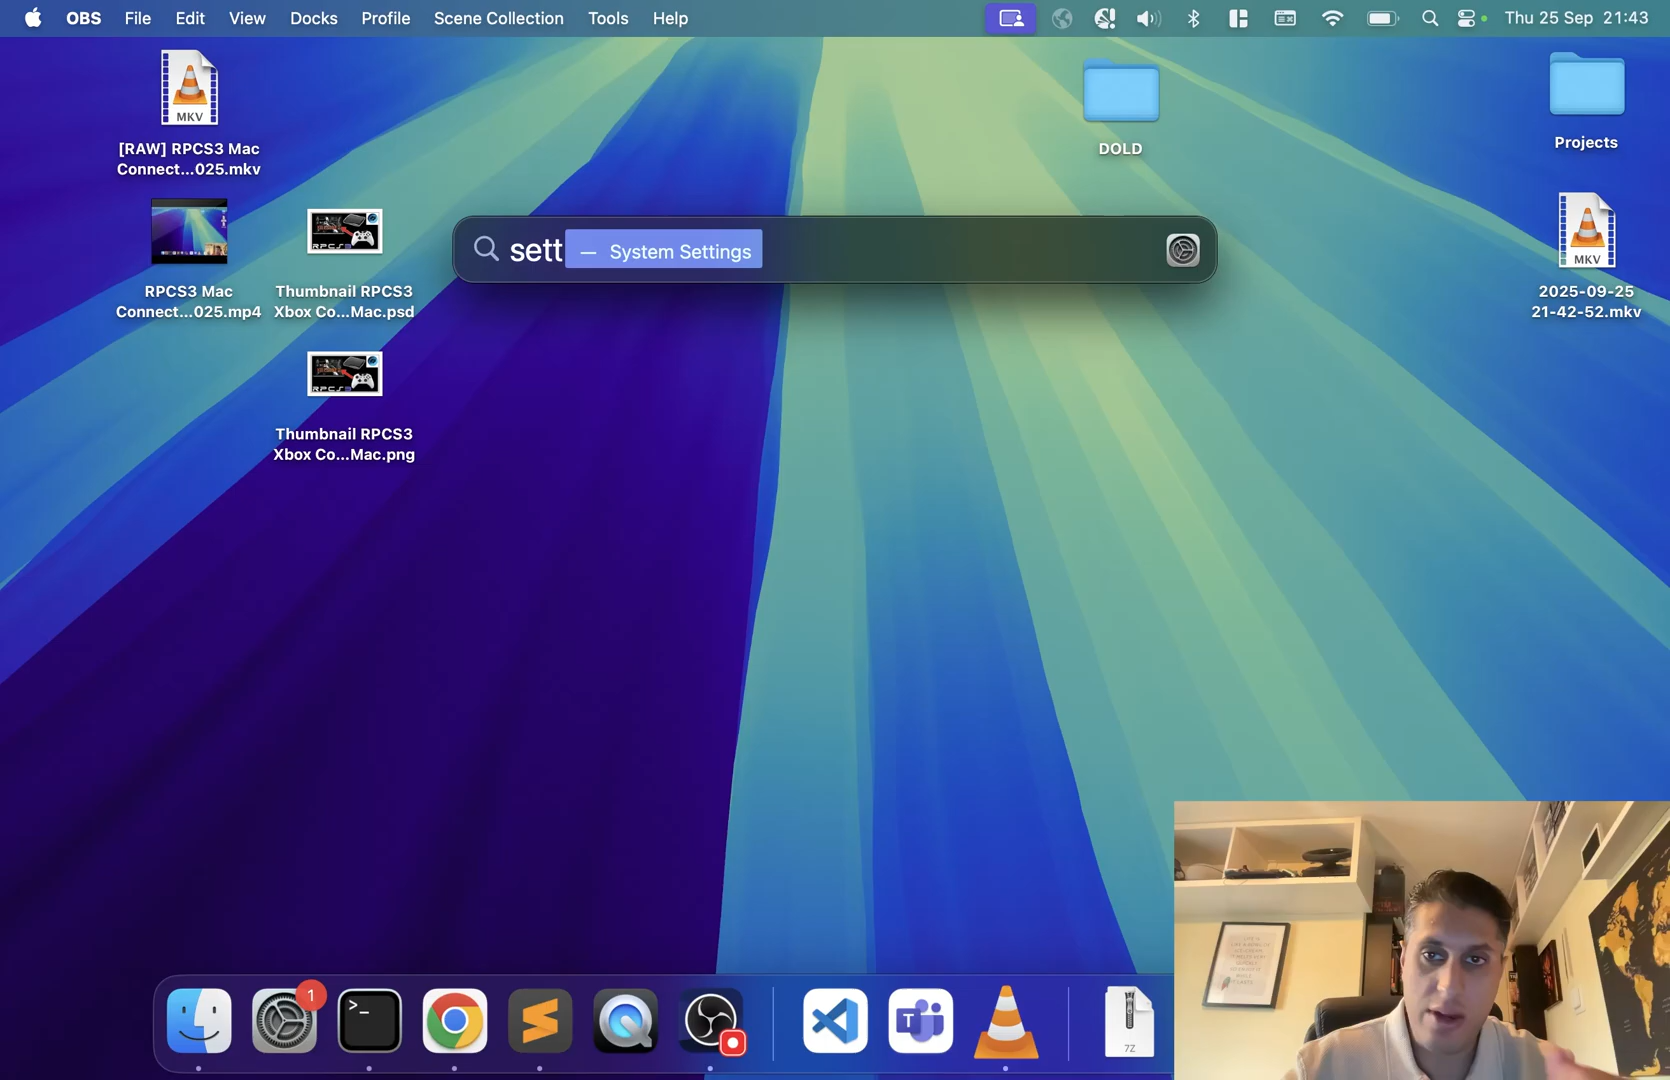 OBS File Edit View Docks Profile Scene Collection Tools Help Thu 25 Sep 21:43
MKV
[RAW] RPCS3 Mac
Connect...025.mkv
DOLD
Projects
sett — System Settings
RPCS3 Mac
Connect...025.mp4
Thumbnail RPCS3
Xbox Co...Mac.psd
MKV
2025-09-25
21-42-52.mkv
Thumbnail RPCS3
Xbox Co...Mac.png
1
>_
T
7Z